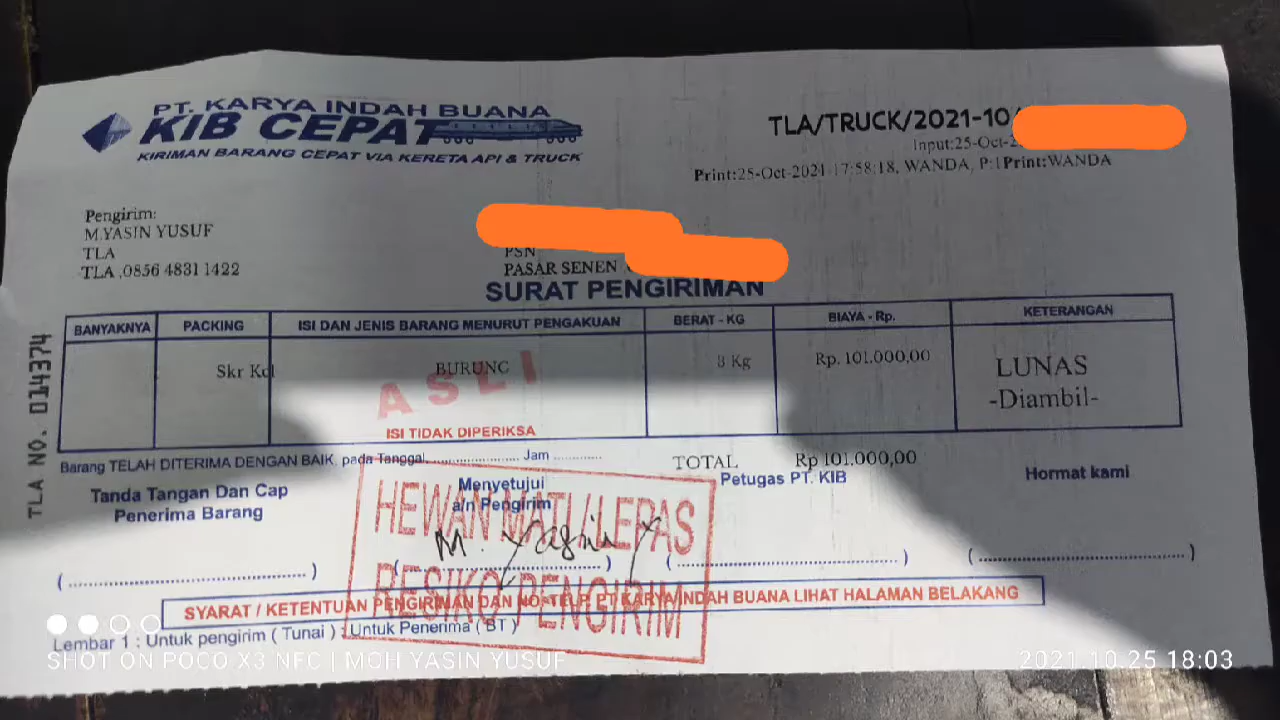 PT. KARYA INDAH BUANA
KIB CEPAT
KIRIMAN BARANG CEPAT VIA KERETA API & TRUCK
TLA/TRUCK/2021-10/
Input:25-Oct-2
Print:25-Oct-2021 17:58:18, WANDA, P:1Print:WANDA
Pengirim:
M.YASIN YUSUF
TLA
TLA ,0856 4831 1422
PSN
PASAR SENEN
SURAT PENGIRIMAN
BANYAKNYA PACKING ISI DAN JENIS BARANG MENURUT PENGAKUAN BERAT - KG BIAYA - Rp. KETERANGAN
Skr Kcl BURUNG 3 Kg Rp. 101.000,00 LUNAS
-Diambil-
ASLI
ISI TIDAK DIPERIKSA
TLA NO. 014374
Barang TELAH DITERIMA DENGAN BAIK, pada Tanggal........................ Jam ............
TOTAL Rp 101.000,00
Tanda Tangan Dan Cap
Penerima Barang
Menyetujui
a/n Pengirim
Petugas PT. KIB
Hormat kami
HEWAN MATI/LEPAS
RESIKO PENGIRIM
M. Yasin Y
SYARAT / KETENTUAN PENGIRIMAN DAN NO-TELP PT KARYA INDAH BUANA LIHAT HALAMAN BELAKANG
Lembar 1 : Untuk pengirim ( Tunai ) : Untuk Penerima ( BT )
SHOT ON POCO X3 NFC | MOH YASIN YUSUF
2021.10.25 18:03